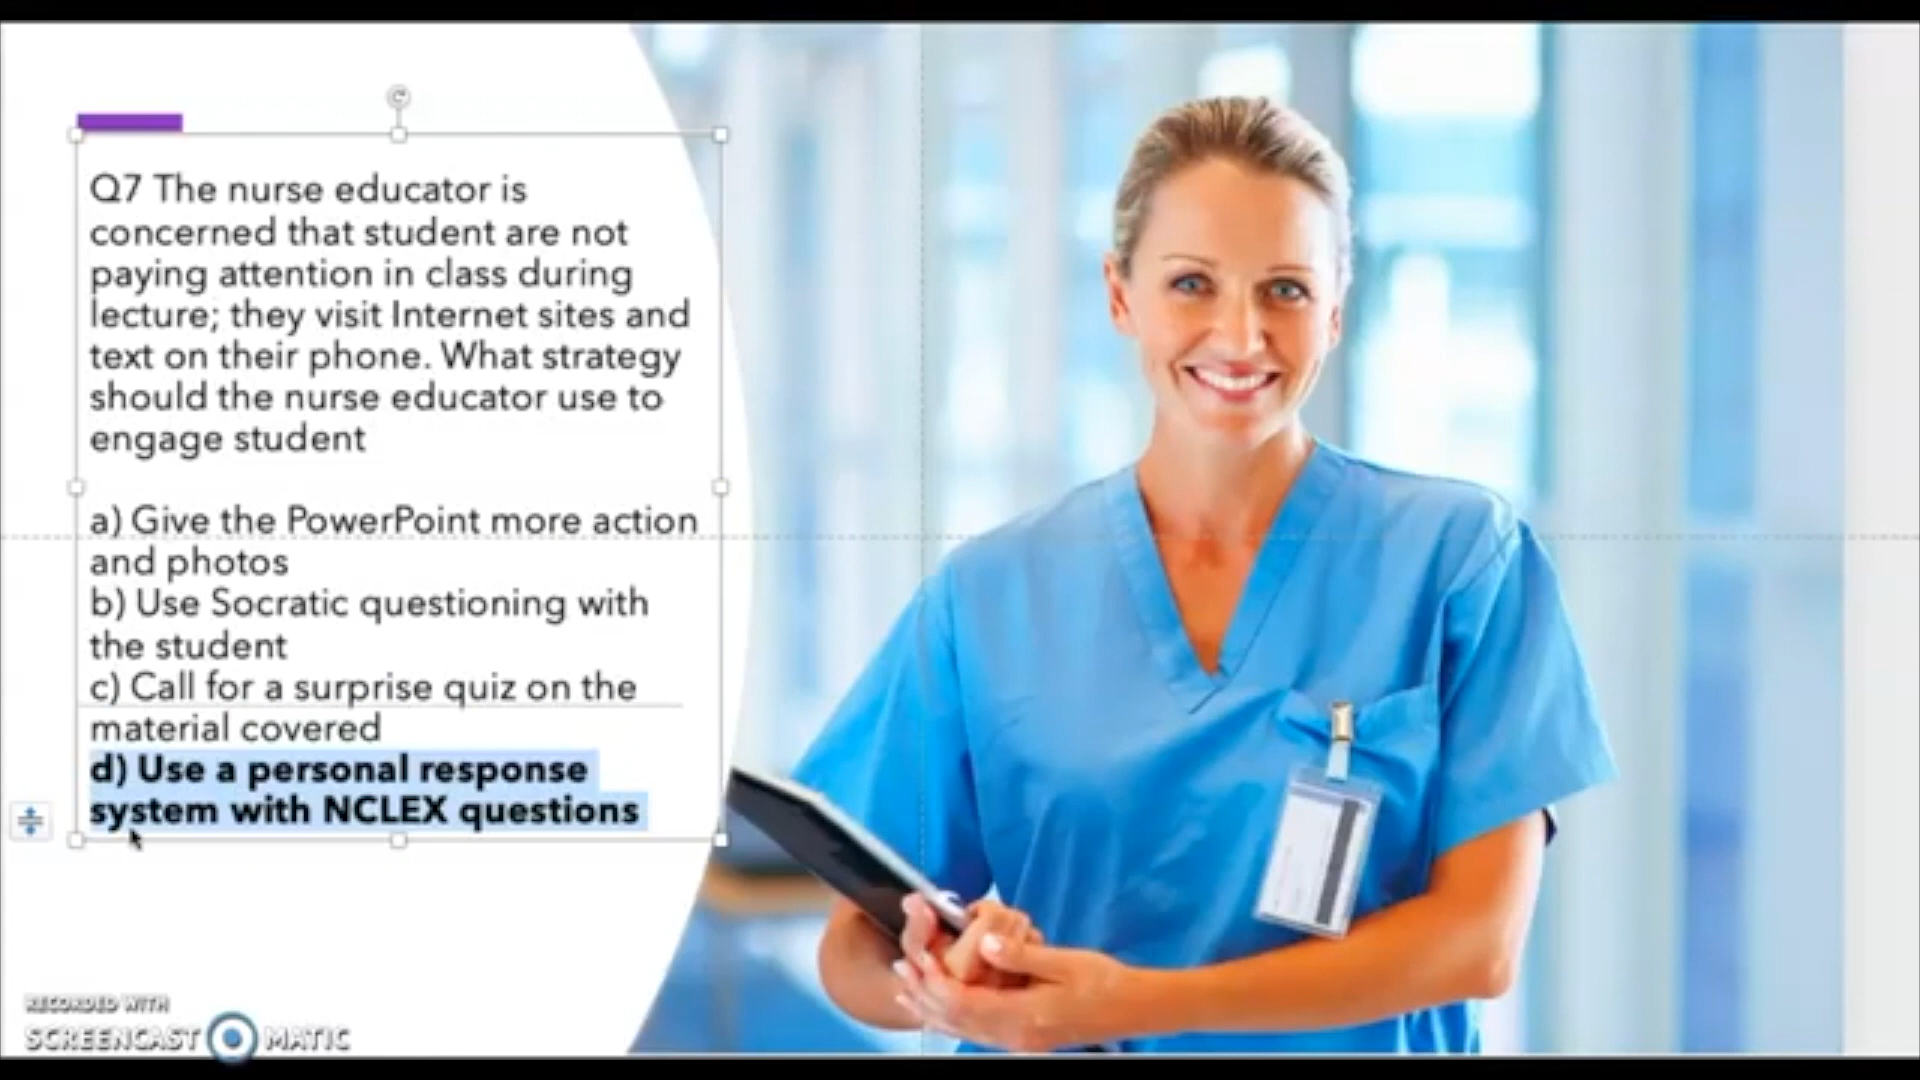 Q7 The nurse educator is
concerned that student are not
paying attention in class during
lecture; they visit Internet sites and
text on their phone. What strategy
should the nurse educator use to
engage student
a) Give the PowerPoint more action
and photos
b) Use Socratic questioning with
the student
c) Call for a surprise quiz on the
material covered
d) Use a personal response
system with NCLEX questions
RECORDED WITH
SCREENCAST MATIC